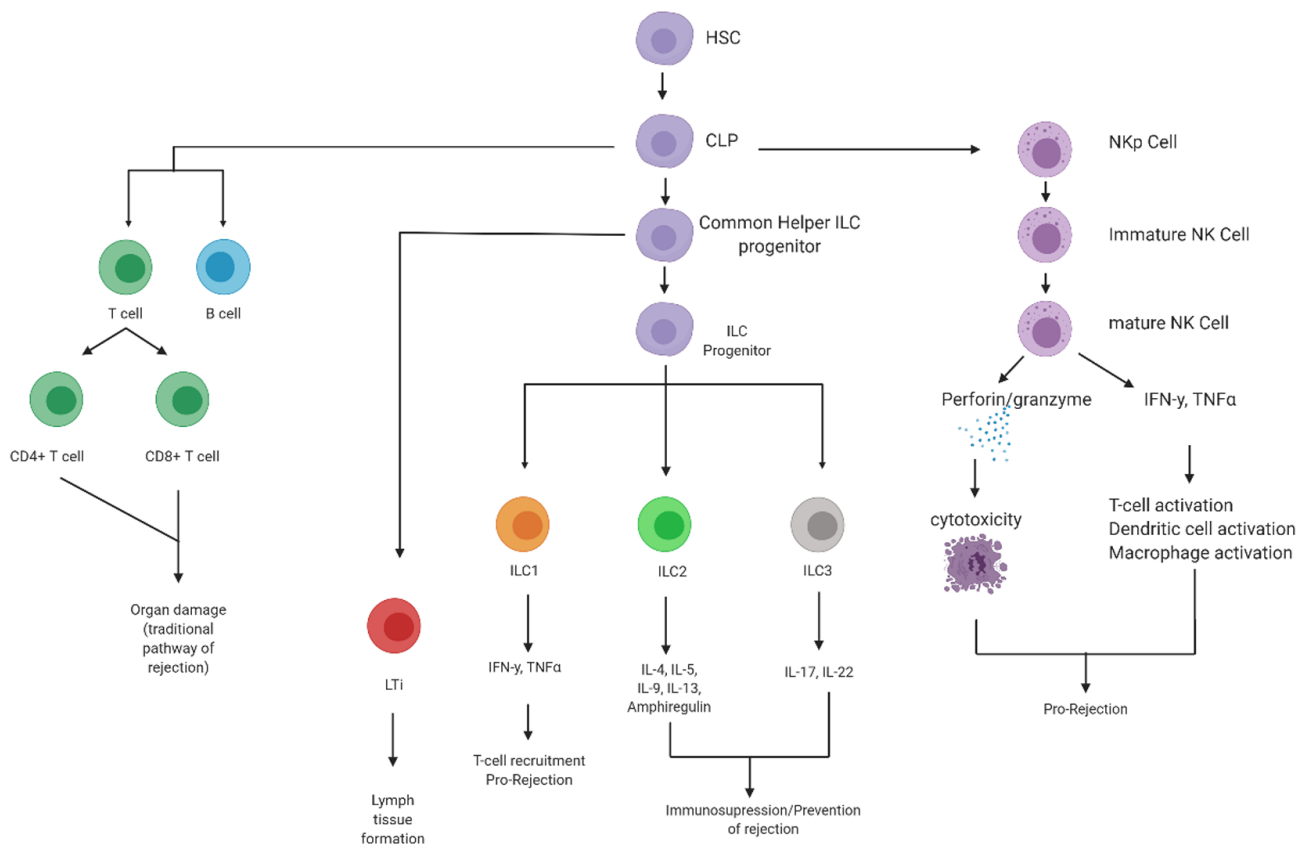 HSC
CLP
NKp Cell
Common Helper ILC
progenitor
Immature NK Cell
T cell
B cell
ILC
Progenitor
mature NK Cell
Perforin/granzyme
IFN-y, TNFα
CD4+ T cell
CD8+ T cell
T-cell activation
Dendritic cell activation
Macrophage activation
cytotoxicity
ILC1
ILC2
ILC3
Organ damage
(traditional
pathway of
rejection)
LTi
IFN-y, TNFα
IL-4, IL-5,
IL-9, IL-13,
Amphiregulin
IL-17, IL-22
Pro-Rejection
T-cell recruitment
Pro-Rejection
Lymph
tissue
formation
Immunosupression/Prevention
of rejection